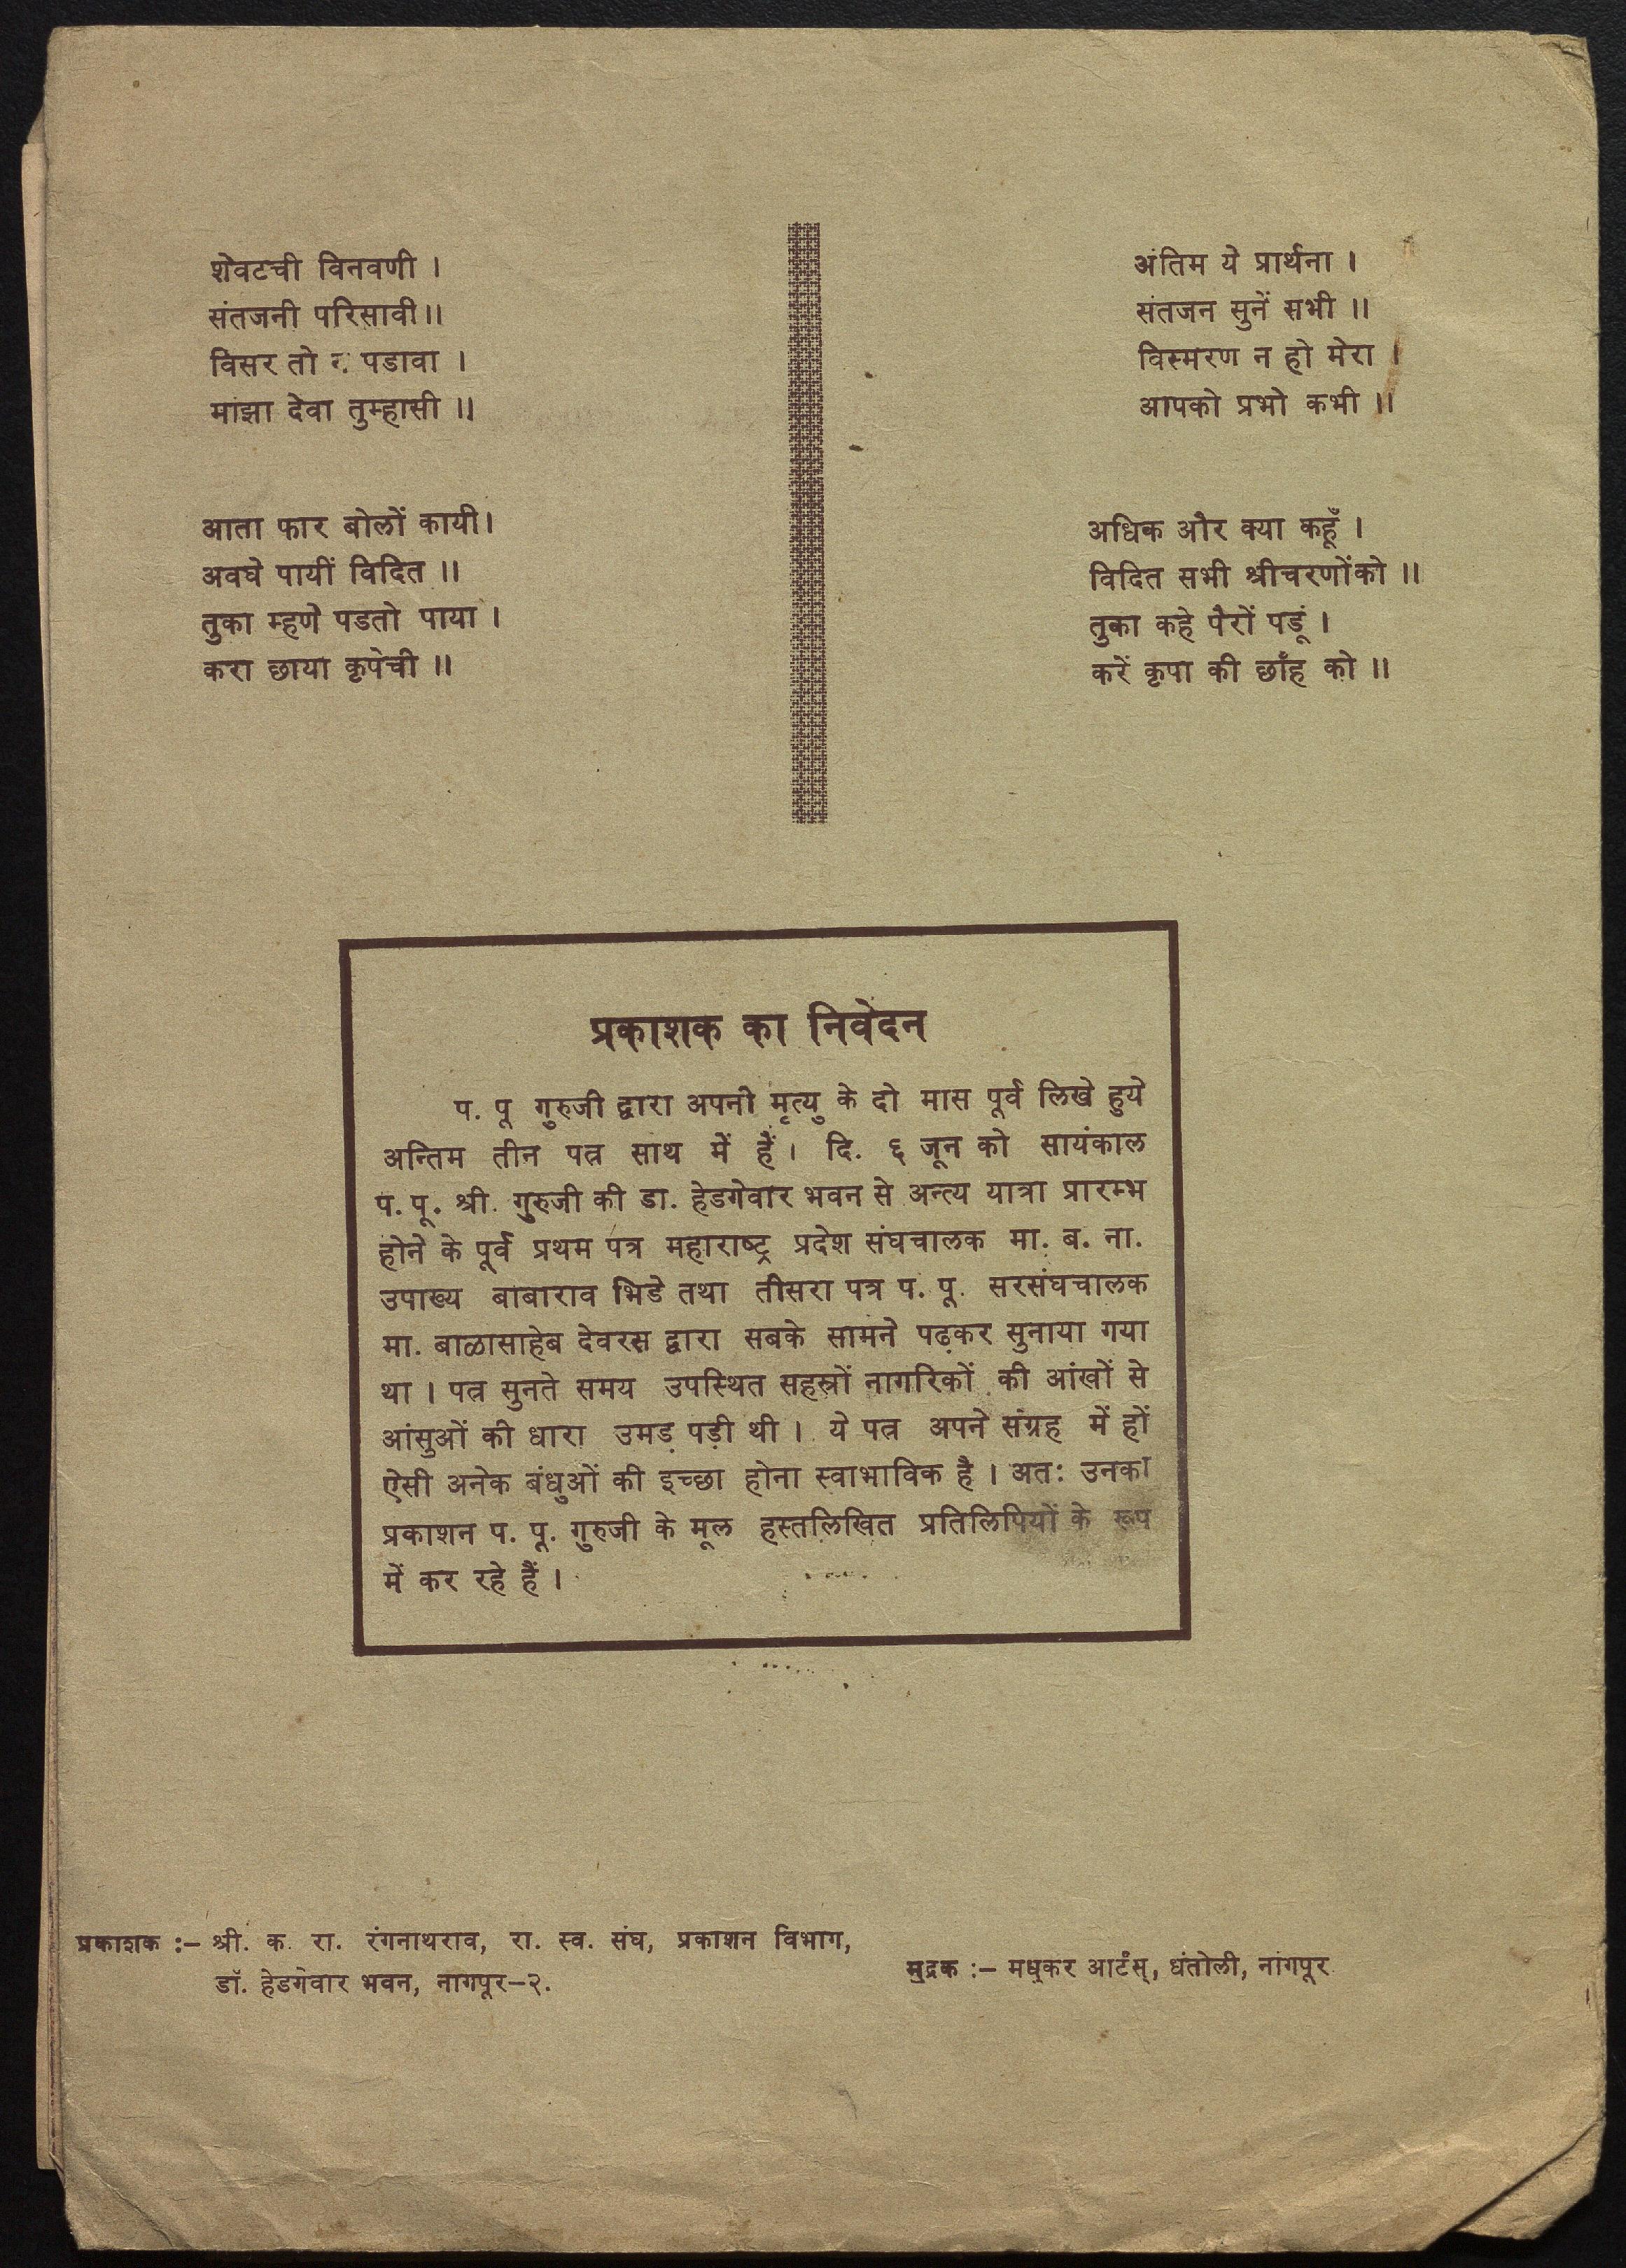 शेवटची विनवणी ।
संतजनी परिसावी॥
विसर तो न पडावा ।
माझा देवा तुम्हासी ॥
आता फार बोलों कायी।
अवघे पायीं विदित ॥
तुका म्हणे पडतो पाया ।
करा छाया कृपेची ॥
अंतिम ये प्रार्थना ।
संतजन सुनें सभी ॥
विस्मरण न हो मेरा ।
आपको प्रभो कभी ॥
अधिक और क्या कहूँ ।
विदित सभी श्रीचरणोंको ॥
तुका कहे पैरों पडूं ।
करें कृपा की छाँह को ॥
प्रकाशक का निवेदन
प. पू गुरुजी द्वारा अपनी मृत्यु के दो मास पूर्व लिखे हुये
अन्तिम तीन पत्र साथ में हैं। दि. ६ जून को सायंकाल
प. पू. श्री. गुरुजी की डा. हेडगेवार भवन से अन्त्य यात्रा प्रारम्भ
होने के पूर्व प्रथम पत्र महाराष्ट्र प्रदेश संघचालक मा. ब. ना.
उपाख्य बाबाराव भिडे तथा तीसरा पत्र प. पू. सरसंघचालक
मा. बाळासाहेब देवरस द्वारा सबके सामने पढ़कर सुनाया गया
था । पत्र सुनते समय उपस्थित सहस्रों नागरिकों की आंखों से
आंसुओं की धारा उमड़ पड़ी थी । ये पत्र अपने संग्रह में हों
ऐसी अनेक बंधुओं की इच्छा होना स्वाभाविक है । अतः उनका
प्रकाशन प. पू. गुरुजी के मूल हस्तलिखित प्रतिलिपियों के रूप
में कर रहे हैं ।
प्रकाशक :– श्री. क. रा. रंगनाथराव, रा. स्व. संघ, प्रकाशन विभाग,
डॉ. हेडगेवार भवन, नागपूर–२.
मुद्रक :– मधुकर आर्टस्, धंतोली, नागपूर